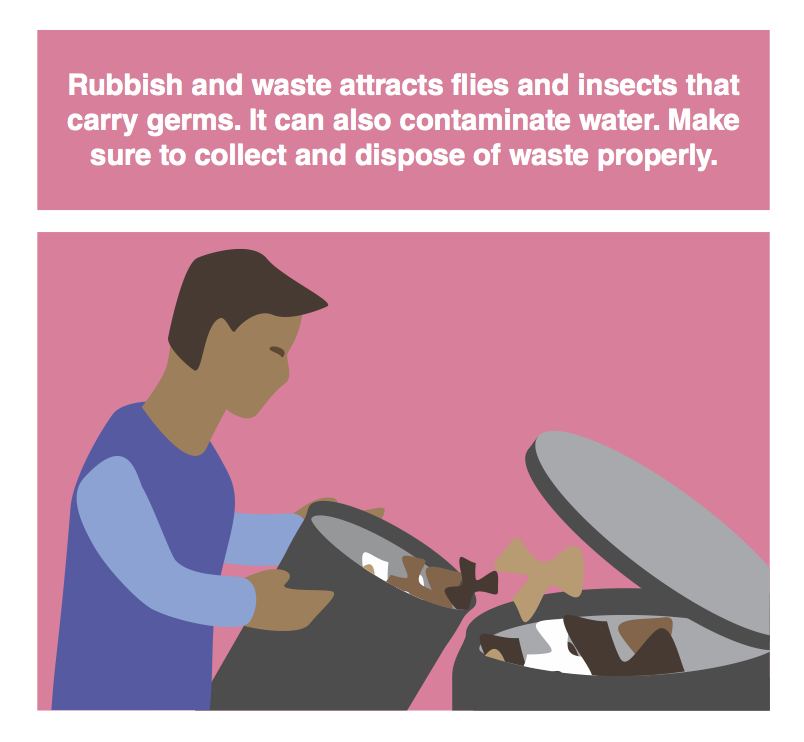 Rubbish and waste attracts flies and insects that
carry germs. It can also contaminate water. Make
sure to collect and dispose of waste properly.